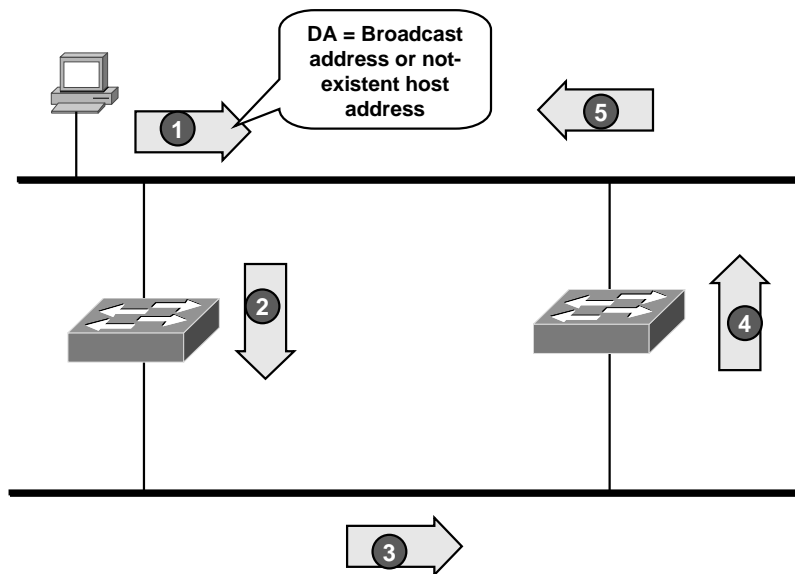 DA = Broadcast
address or not-
existent host
address
1
5
2
4
3